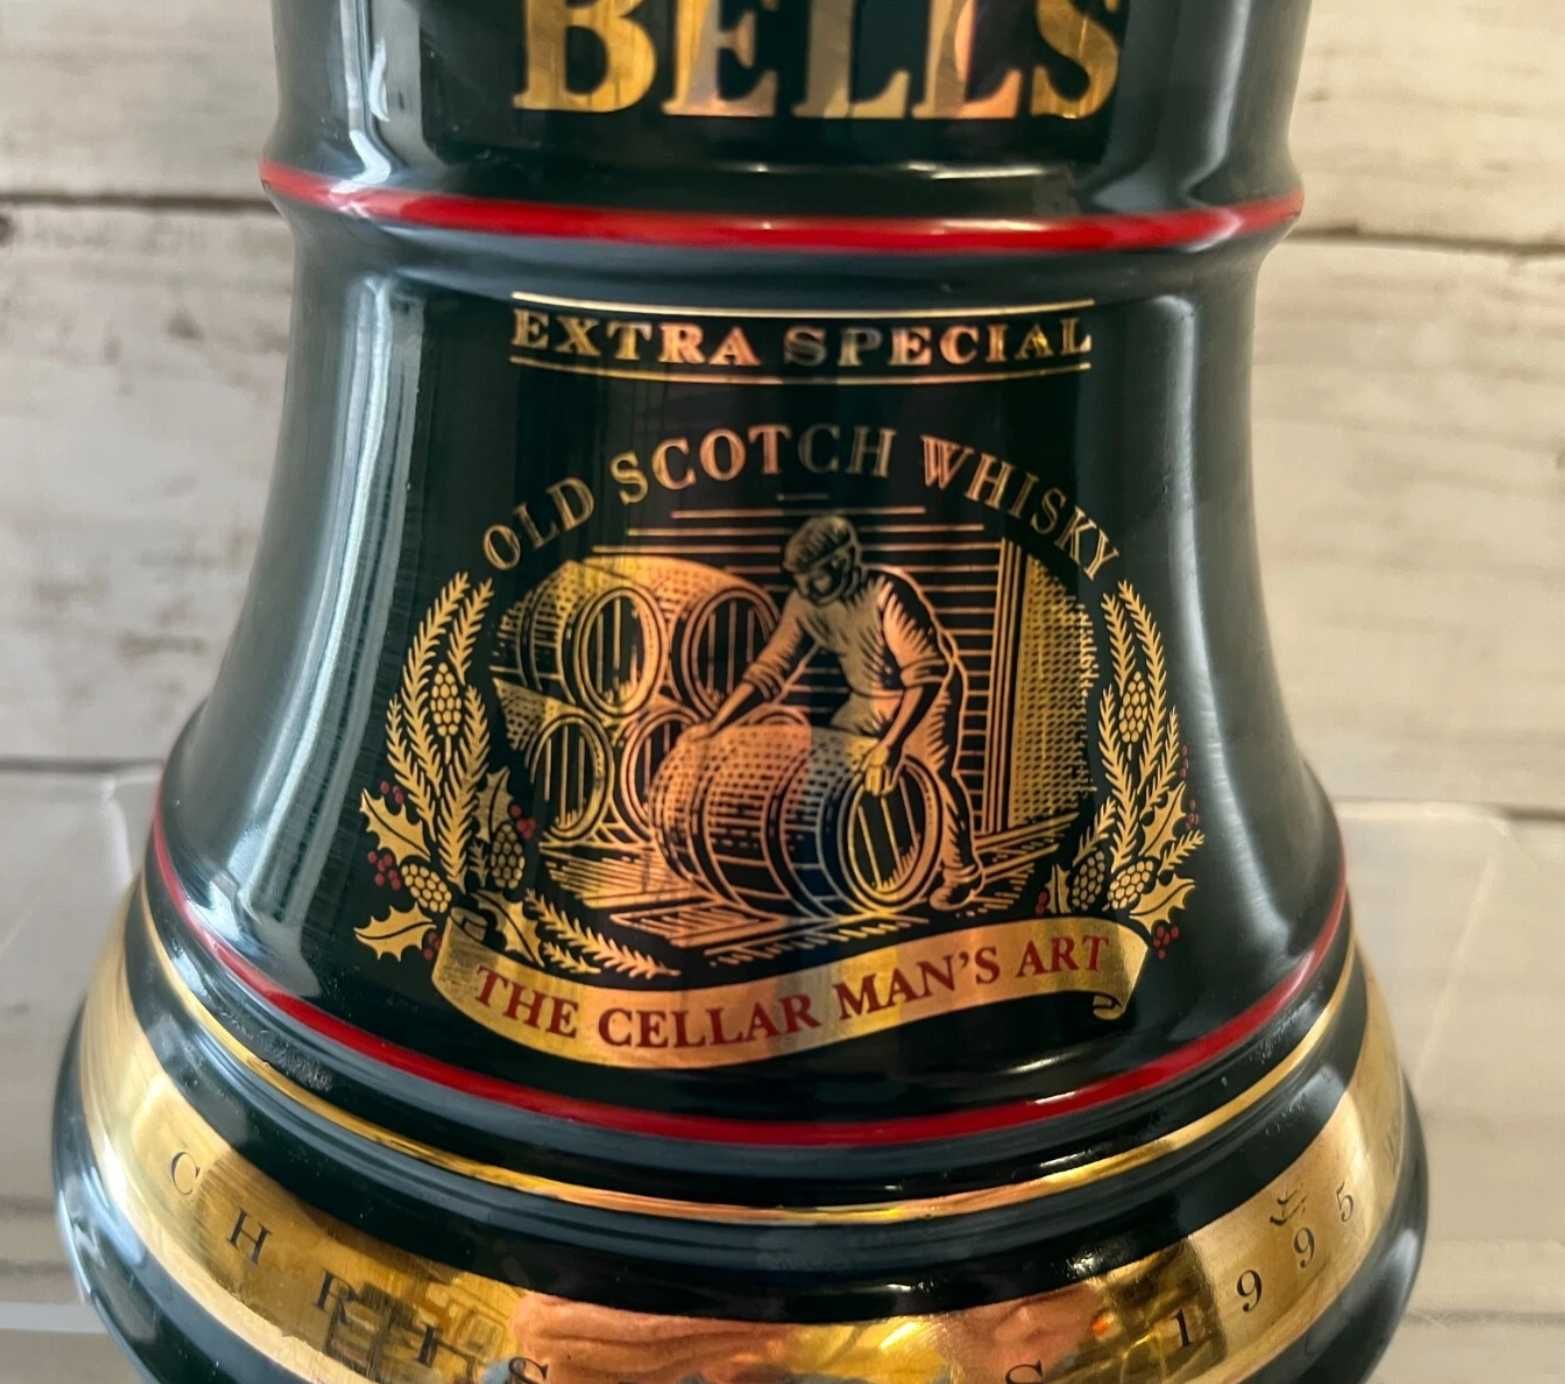 BELLS
EXTRA SPECIAL
OLD SCOTCH WHISKY
THE CELLAR MAN'S ART
1995